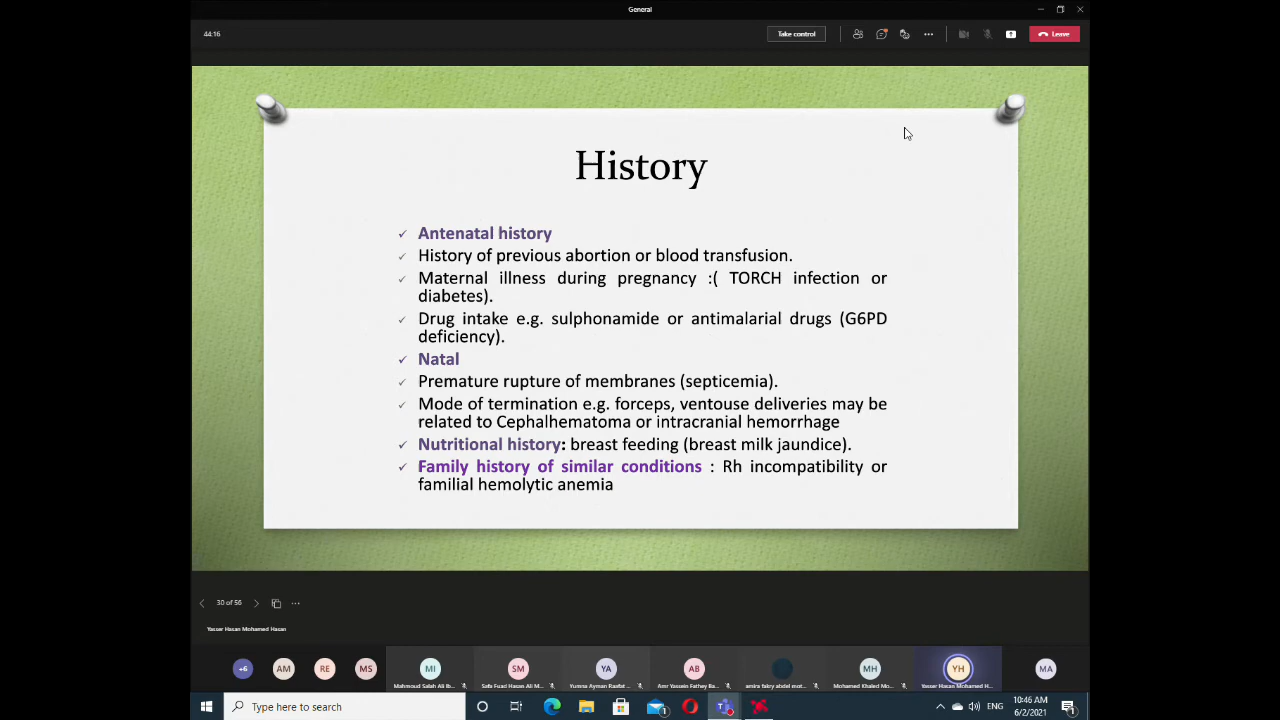 General
44:16
Take control
Leave
History
Antenatal history
History of previous abortion or blood transfusion.
Maternal illness during pregnancy :( TORCH infection or
diabetes).
Drug intake e.g. sulphonamide or antimalarial drugs (G6PD
deficiency).
Natal
Premature rupture of membranes (septicemia).
Mode of termination e.g. forceps, ventouse deliveries may be
related to Cephalhematoma or intracranial hemorrhage
Nutritional history: breast feeding (breast milk jaundice).
Family history of similar conditions : Rh incompatibility or
familial hemolytic anemia
30 of 56
Yasser Hasan Mohamed Hasan
+6 AM RE MS MI SM YA AB MH YH MA
Mahmoud Salah Ali Ib... Safa Fuad Hasan Ali M... Yumna Ayman Raafat ... Amr Yassein Fathey Ba... amira fakry abdel mot... Mohamed Khaled Mo... Yasser Hasan Mohamed H...
Type here to search
1
ENG
10:46 AM
6/2/2021
1